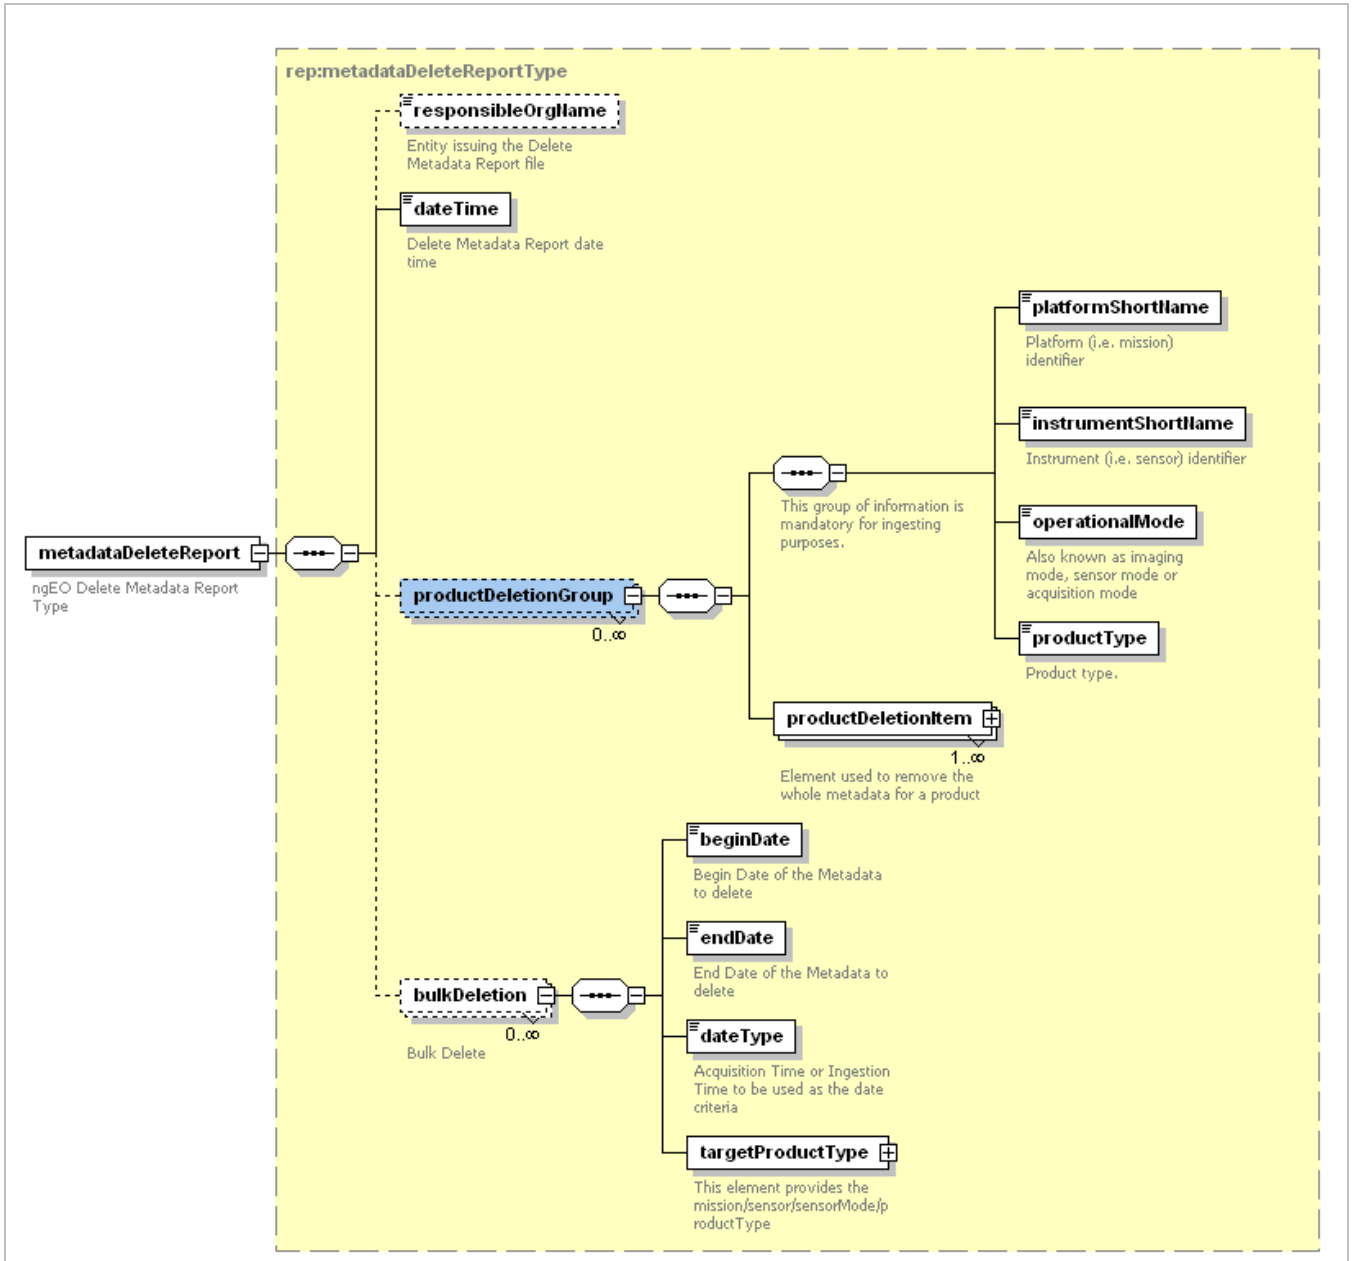 rep:metadataDeleteReportType
responsibleOrgName
Entity issuing the Delete
Metadata Report file
dateTime
Delete Metadata Report date
time
platformShortName
Platform (i.e. mission)
identifier
instrumentShortName
Instrument (i.e. sensor) identifier
This group of information is
mandatory for ingesting
purposes.
operationalMode
Also known as imaging
mode, sensor mode or
acquisition mode
metadataDeleteReport
ngEO Delete Metadata Report
Type
productDeletionGroup
0..∞
productType
Product type.
productDeletionItem
1..∞
Element used to remove the
whole metadata for a product
beginDate
Begin Date of the Metadata
to delete
endDate
End Date of the Metadata to
delete
bulkDeletion
0..∞
Bulk Delete
dateType
Acquisition Time or Ingestion
Time to be used as the date
criteria
targetProductType
This element provides the
mission/sensor/sensorMode/p
roductType